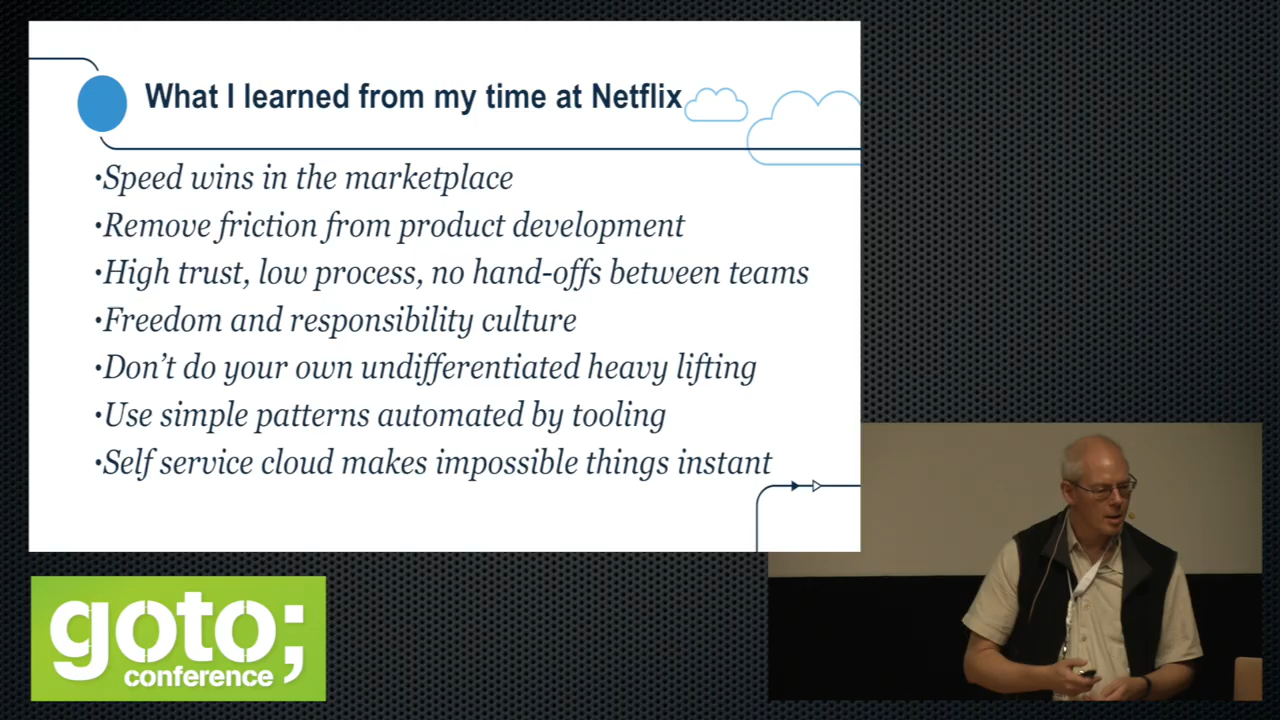 What I learned from my time at Netflix
·Speed wins in the marketplace
·Remove friction from product development
·High trust, low process, no hand-offs between teams
·Freedom and responsibility culture
·Don’t do your own undifferentiated heavy lifting
·Use simple patterns automated by tooling
·Self service cloud makes impossible things instant
goto;
conference